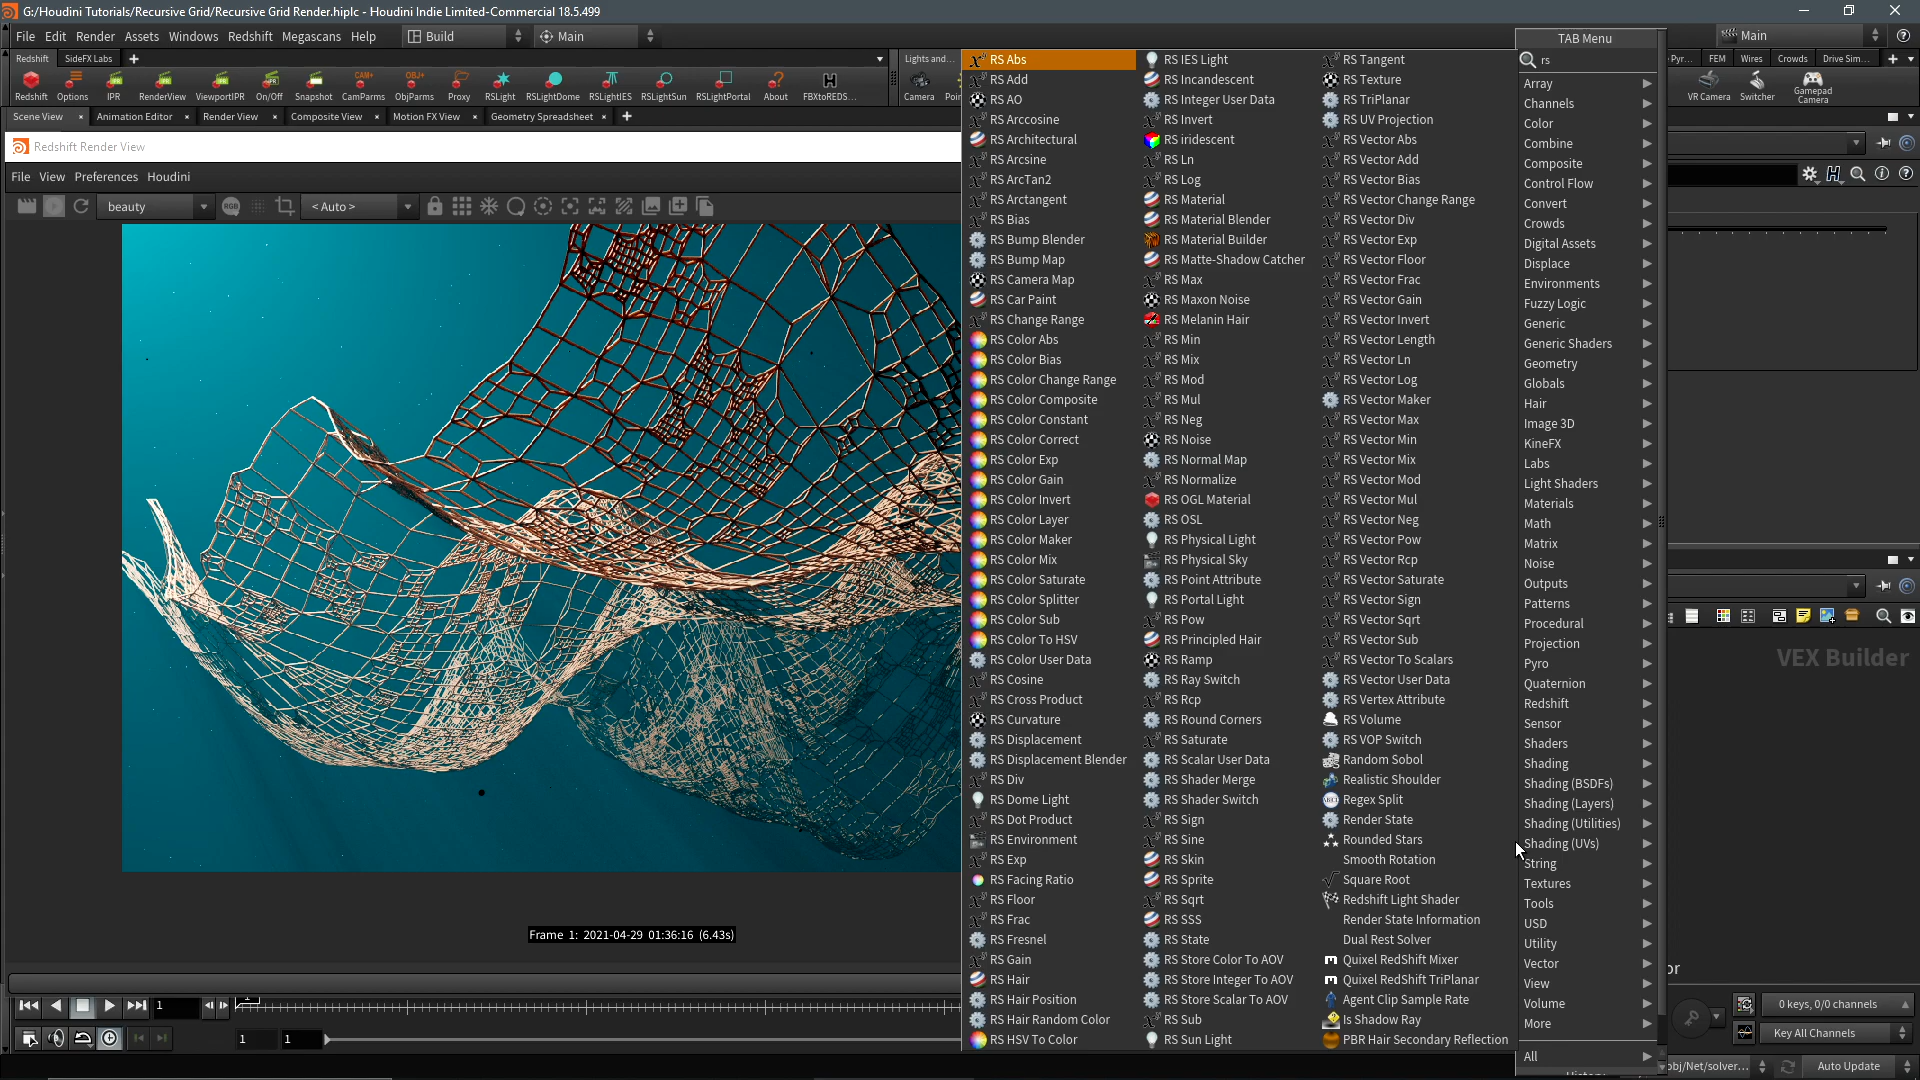 G:/Houdini Tutorials/Recursive Grid/Recursive Grid Render.hiplc - Houdini Indie Limited-Commercial 18.5.499
File Edit Render Assets Windows Redshift Megascans Help Build Main
Main
Redshift SideFX Labs
Lights and...
FEM Wires Crowds Drive Sim...
Redshift Options IPR RenderView ViewportIPR On/Off Snapshot CamParms ObjParms Proxy RSLight RSLightDome RSLightIES RSLightSun RSLightPortal About FBXtoREDS...
Camera
VR Camera Switcher Gamepad Camera
Scene View Animation Editor Render View Composite View Motion FX View Geometry Spreadsheet
Redshift Render View
File View Preferences Houdini
beauty RGB < Auto >
Frame 1: 2021-04-29 01:36:16 (6.43s)
RS Abs
RS Add
RS AO
RS Arccosine
RS Architectural
RS Arcsine
RS ArcTan2
RS Arctangent
RS Bias
RS Bump Blender
RS Bump Map
RS Camera Map
RS Car Paint
RS Change Range
RS Color Abs
RS Color Bias
RS Color Change Range
RS Color Composite
RS Color Constant
RS Color Correct
RS Color Exp
RS Color Gain
RS Color Invert
RS Color Layer
RS Color Maker
RS Color Mix
RS Color Saturate
RS Color Splitter
RS Color Sub
RS Color To HSV
RS Color User Data
RS Cosine
RS Cross Product
RS Curvature
RS Displacement
RS Displacement Blender
RS Div
RS Dome Light
RS Dot Product
RS Environment
RS Exp
RS Facing Ratio
RS Floor
RS Frac
RS Fresnel
RS Gain
RS Hair
RS Hair Position
RS Hair Random Color
RS HSV To Color
RS IES Light
RS Incandescent
RS Integer User Data
RS Invert
RS iridescent
RS Ln
RS Log
RS Material
RS Material Blender
RS Material Builder
RS Matte-Shadow Catcher
RS Max
RS Maxon Noise
RS Melanin Hair
RS Min
RS Mix
RS Mod
RS Mul
RS Neg
RS Noise
RS Normal Map
RS Normalize
RS OGL Material
RS OSL
RS Physical Light
RS Physical Sky
RS Point Attribute
RS Portal Light
RS Pow
RS Principled Hair
RS Ramp
RS Ray Switch
RS Rcp
RS Round Corners
RS Saturate
RS Scalar User Data
RS Shader Merge
RS Shader Switch
RS Sign
RS Sine
RS Skin
RS Sprite
RS Sqrt
RS SSS
RS State
RS Store Color To AOV
RS Store Integer To AOV
RS Store Scalar To AOV
RS Sub
RS Sun Light
RS Tangent
RS Texture
RS TriPlanar
RS UV Projection
RS Vector Abs
RS Vector Add
RS Vector Bias
RS Vector Change Range
RS Vector Div
RS Vector Exp
RS Vector Floor
RS Vector Frac
RS Vector Gain
RS Vector Invert
RS Vector Length
RS Vector Ln
RS Vector Log
RS Vector Maker
RS Vector Max
RS Vector Min
RS Vector Mix
RS Vector Mod
RS Vector Mul
RS Vector Neg
RS Vector Pow
RS Vector Rcp
RS Vector Saturate
RS Vector Sign
RS Vector Sqrt
RS Vector Sub
RS Vector To Scalars
RS Vector User Data
RS Vertex Attribute
RS Volume
RS VOP Switch
Random Sobol
Realistic Shoulder
Regex Split
Render State
Rounded Stars
Smooth Rotation
Square Root
Redshift Light Shader
Render State Information
Dual Rest Solver
Quixel RedShift Mixer
Quixel RedShift TriPlanar
Agent Clip Sample Rate
Is Shadow Ray
PBR Hair Secondary Reflection
TAB Menu
rs
Array
Channels
Color
Combine
Composite
Control Flow
Convert
Crowds
Digital Assets
Displace
Environments
Fuzzy Logic
Generic
Generic Shaders
Geometry
Globals
Hair
Image 3D
KineFX
Labs
Light Shaders
Materials
Math
Matrix
Noise
Outputs
Patterns
Procedural
Projection
Pyro
Quaternion
Redshift
Sensor
Shaders
Shading
Shading (BSDFs)
Shading (Layers)
Shading (Utilities)
Shading (UVs)
String
Textures
Tools
USD
Utility
Vector
View
Volume
More
All
VEX Builder
or
1
1 1
0 keys, 0/0 channels
Key All Channels
obj/Net/solver... Auto Update